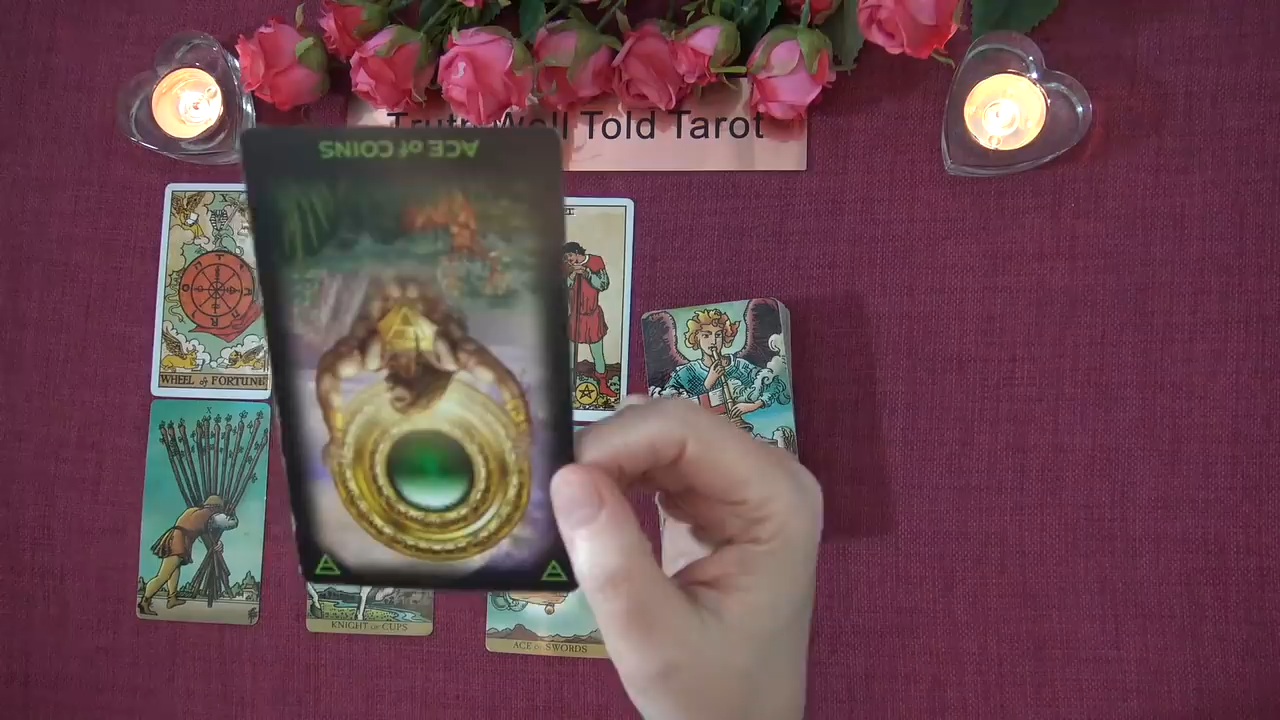 Truth Well Told Tarot
ACE of COINS
X
WHEEL of FORTUNE
X
KNIGHT of CUPS
ACE of SWORDS